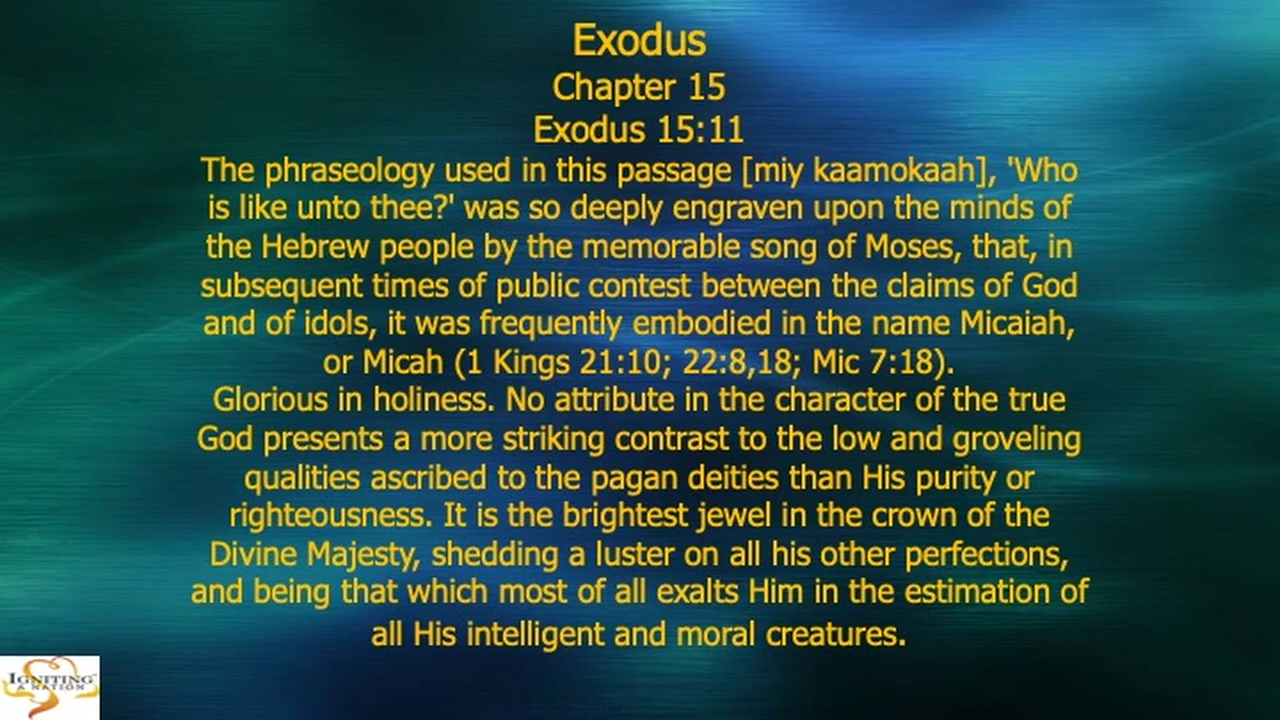 Exodus
Chapter 15
Exodus 15:11
The phraseology used in this passage [miy kaamokaah], 'Who
is like unto thee?' was so deeply engraven upon the minds of
the Hebrew people by the memorable song of Moses, that, in
subsequent times of public contest between the claims of God
and of idols, it was frequently embodied in the name Micaiah,
or Micah (1 Kings 21:10; 22:8,18; Mic 7:18).
Glorious in holiness. No attribute in the character of the true
God presents a more striking contrast to the low and groveling
qualities ascribed to the pagan deities than His purity or
righteousness. It is the brightest jewel in the crown of the
Divine Majesty, shedding a luster on all his other perfections,
and being that which most of all exalts Him in the estimation of
all His intelligent and moral creatures.
IGNITING
A NATION